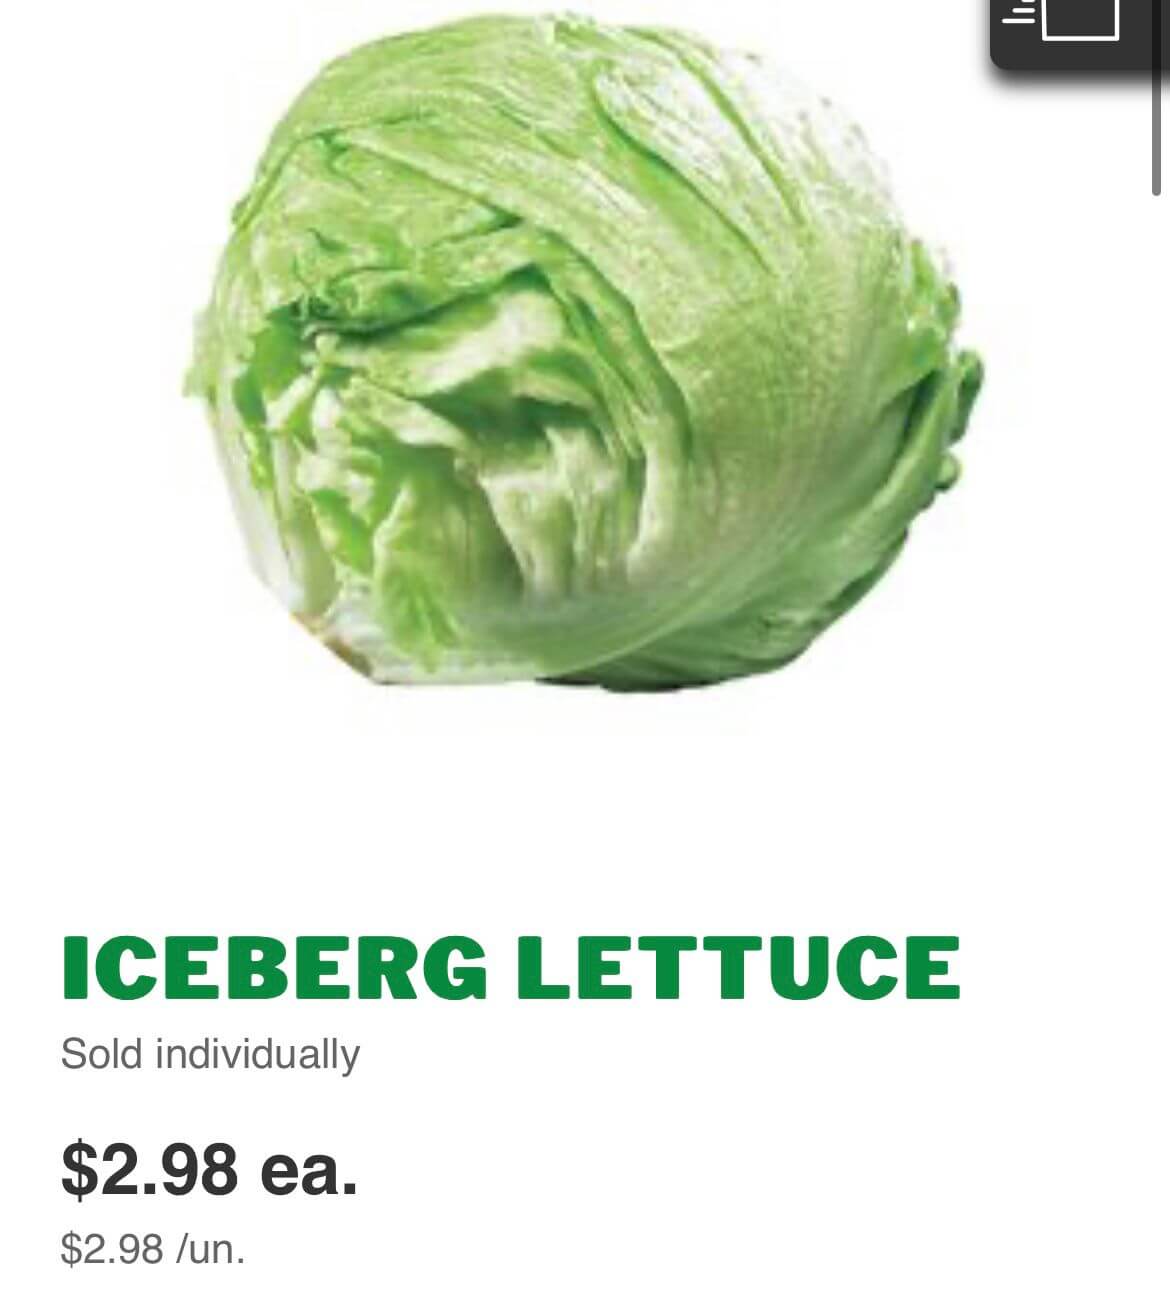 ICEBERG LETTUCE
Sold individually
$2.98 ea.
$2.98 /un.